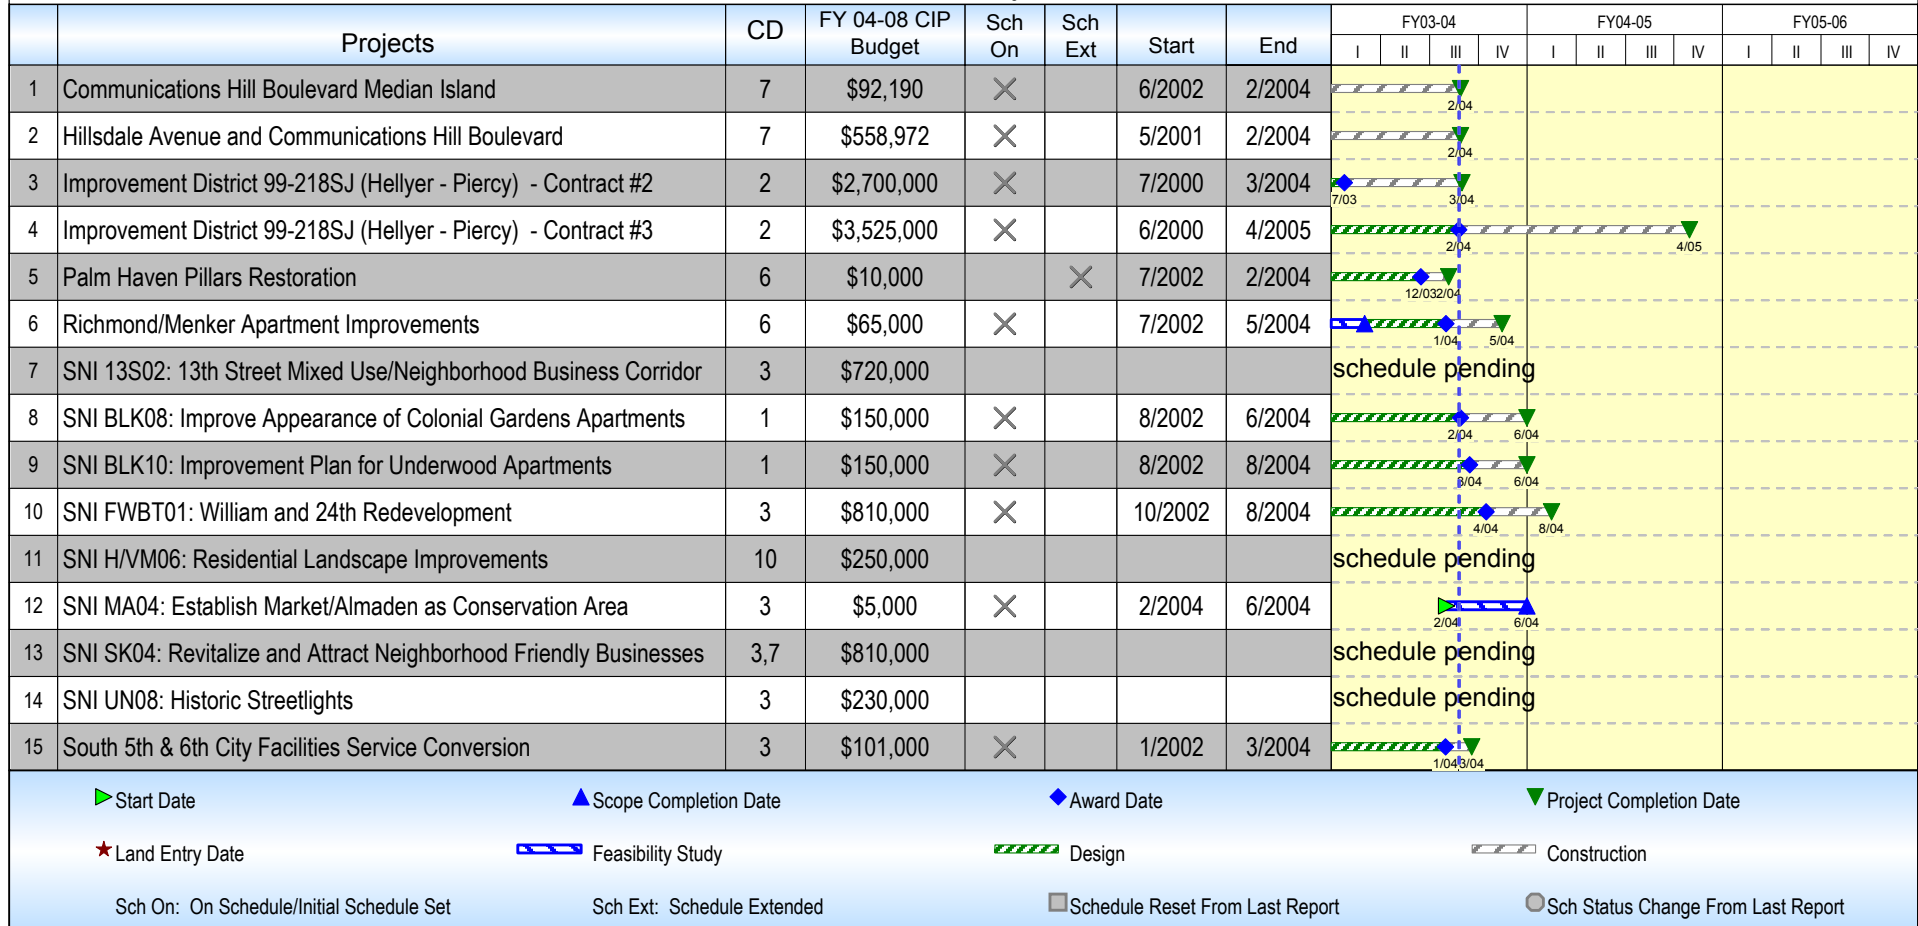 Projects CD FY 04-08 CIP Budget Sch On Sch Ext Start End FY03-04 FY04-05 FY05-06
I II III IV I II III IV I II III IV
1 Communications Hill Boulevard Median Island 7 $92,190 6/2002 2/2004 2/04
2 Hillsdale Avenue and Communications Hill Boulevard 7 $558,972 5/2001 2/2004 2/04
3 Improvement District 99-218SJ (Hellyer - Piercy) - Contract #2 2 $2,700,000 7/2000 3/2004 7/03 3/04
4 Improvement District 99-218SJ (Hellyer - Piercy) - Contract #3 2 $3,525,000 6/2000 4/2005 2/04 4/05
5 Palm Haven Pillars Restoration 6 $10,000 7/2002 2/2004 12/03 2/04
6 Richmond/Menker Apartment Improvements 6 $65,000 7/2002 5/2004 1/04 5/04
7 SNI 13S02: 13th Street Mixed Use/Neighborhood Business Corridor 3 $720,000 schedule pending
8 SNI BLK08: Improve Appearance of Colonial Gardens Apartments 1 $150,000 8/2002 6/2004 2/04 6/04
9 SNI BLK10: Improvement Plan for Underwood Apartments 1 $150,000 8/2002 8/2004 3/04 6/04
10 SNI FWBT01: William and 24th Redevelopment 3 $810,000 10/2002 8/2004 4/04 8/04
11 SNI H/VM06: Residential Landscape Improvements 10 $250,000 schedule pending
12 SNI MA04: Establish Market/Almaden as Conservation Area 3 $5,000 2/2004 6/2004 2/04 6/04
13 SNI SK04: Revitalize and Attract Neighborhood Friendly Businesses 3,7 $810,000 schedule pending
14 SNI UN08: Historic Streetlights 3 $230,000 schedule pending
15 South 5th & 6th City Facilities Service Conversion 3 $101,000 1/2002 3/2004 1/04 3/04
Start Date Scope Completion Date Award Date Project Completion Date
Land Entry Date Feasibility Study Design Construction
Sch On: On Schedule/Initial Schedule Set Sch Ext: Schedule Extended Schedule Reset From Last Report Sch Status Change From Last Report